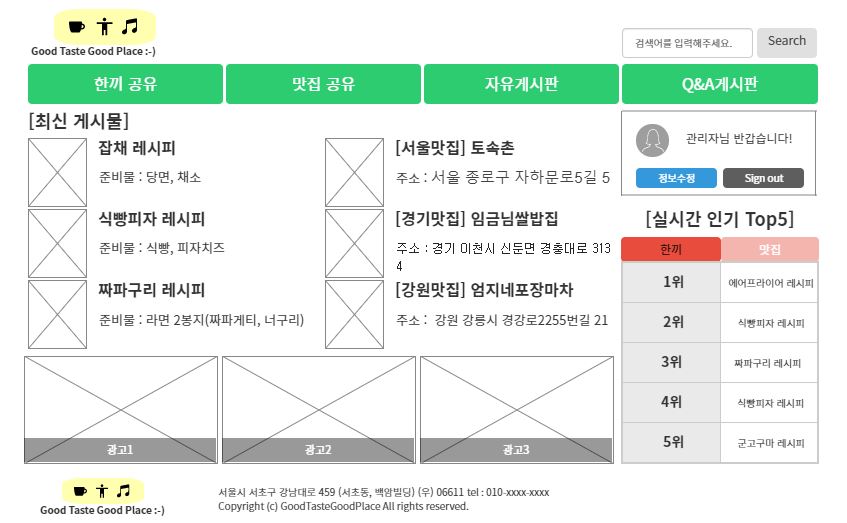 Good Taste Good Place :-)
검색어를 입력해주세요.
Search
한끼 공유
맛집 공유
자유게시판
Q&A게시판
[최신 게시물]
잡채 레시피
준비물 : 당면, 채소
식빵피자 레시피
준비물 : 식빵, 피자치즈
짜파구리 레시피
준비물 : 라면 2봉지(짜파게티, 너구리)
[서울맛집] 토속촌
주소 : 서울 종로구 자하문로5길 5
[경기맛집] 임금님쌀밥집
주소 : 경기 이천시 신둔면 경충대로 313
4
[강원맛집] 엄지네포장마차
주소 : 강원 강릉시 경강로2255번길 21
관리자님 반갑습니다!
정보수정
Sign out
[실시간 인기 Top5]
한끼
맛집
1위
에어프라이어 레시피
2위
식빵피자 레시피
3위
짜파구리 레시피
4위
식빵피자 레시피
5위
군고구마 레시피
광고1
광고2
광고3
Good Taste Good Place :-)
서울시 서초구 강남대로 459 (서초동, 백암빌딩) (우) 06611 tel : 010-xxxx-xxxx
Copyright (c) GoodTasteGoodPlace All rights reserved.